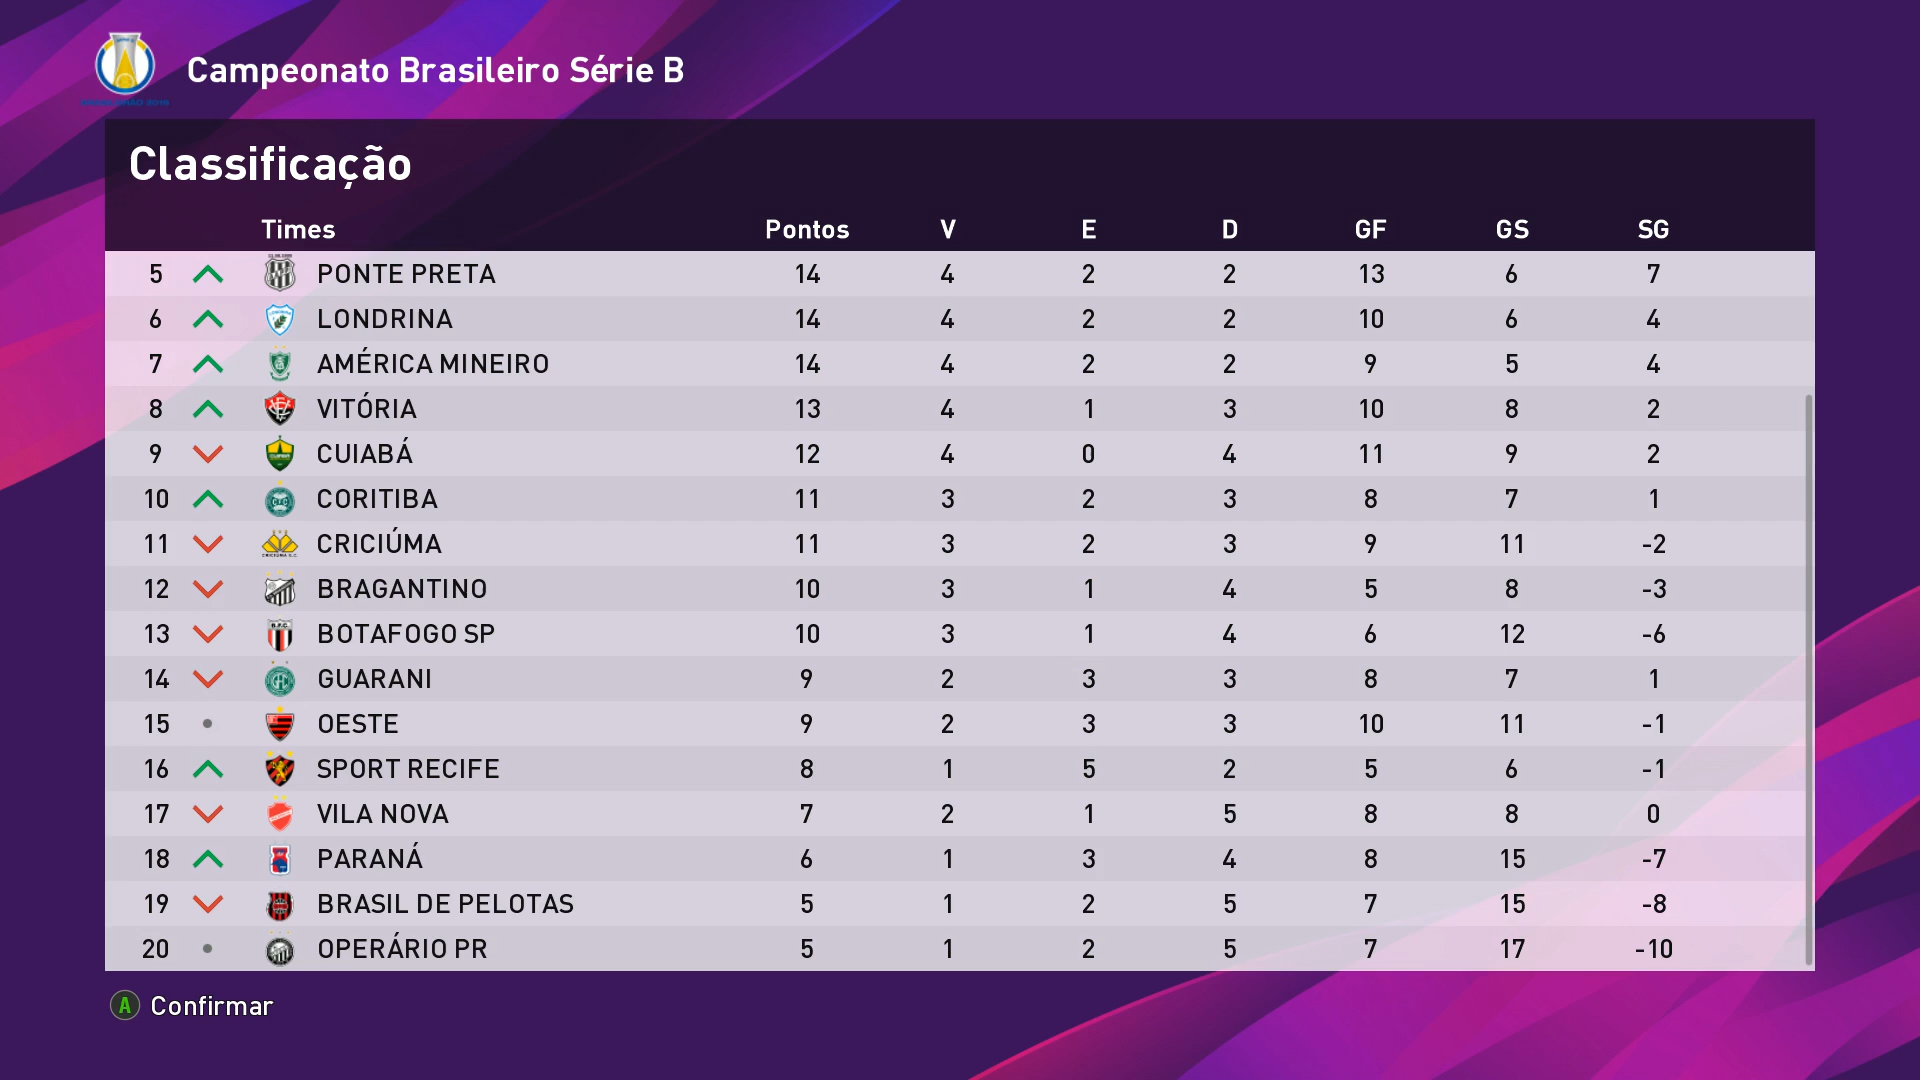 Campeonato Brasileiro Série B
Classificação
Times Pontos V E D GF GS SG
5 PONTE PRETA 14 4 2 2 13 6 7
6 LONDRINA 14 4 2 2 10 6 4
7 AMÉRICA MINEIRO 14 4 2 2 9 5 4
8 VITÓRIA 13 4 1 3 10 8 2
9 CUIABÁ 12 4 0 4 11 9 2
10 CORITIBA 11 3 2 3 8 7 1
11 CRICIÚMA 11 3 2 3 9 11 -2
12 BRAGANTINO 10 3 1 4 5 8 -3
13 BOTAFOGO SP 10 3 1 4 6 12 -6
14 GUARANI 9 2 3 3 8 7 1
15 OESTE 9 2 3 3 10 11 -1
16 SPORT RECIFE 8 1 5 2 5 6 -1
17 VILA NOVA 7 2 1 5 8 8 0
18 PARANÁ 6 1 3 4 8 15 -7
19 BRASIL DE PELOTAS 5 1 2 5 7 15 -8
20 OPERÁRIO PR 5 1 2 5 7 17 -10
A Confirmar